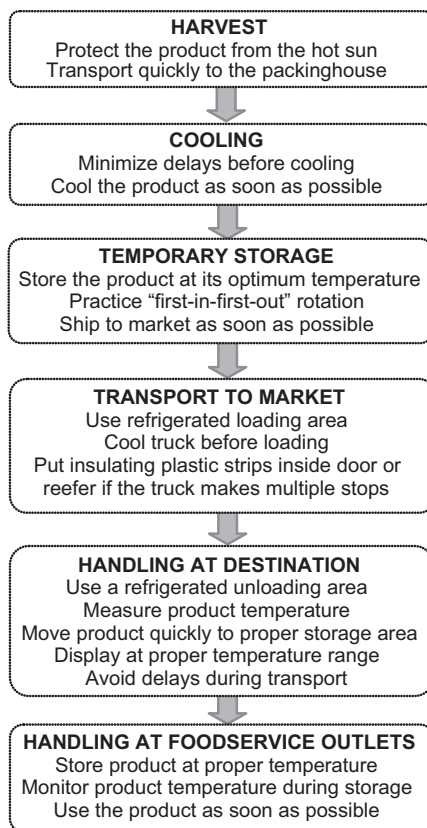 HARVEST
Protect the product from the hot sun
Transport quickly to the packinghouse
COOLING
Minimize delays before cooling
Cool the product as soon as possible
TEMPORARY STORAGE
Store the product at its optimum temperature
Practice “first-in-first-out” rotation
Ship to market as soon as possible
TRANSPORT TO MARKET
Use refrigerated loading area
Cool truck before loading
Put insulating plastic strips inside door or
reefer if the truck makes multiple stops
HANDLING AT DESTINATION
Use a refrigerated unloading area
Measure product temperature
Move product quickly to proper storage area
Display at proper temperature range
Avoid delays during transport
HANDLING AT FOODSERVICE OUTLETS
Store product at proper temperature
Monitor product temperature during storage
Use the product as soon as possible